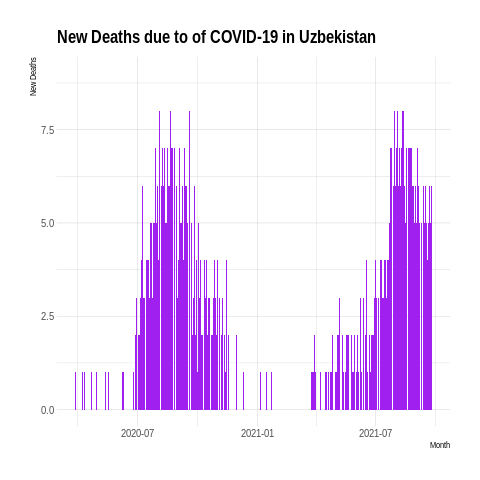 New Deaths due to of COVID-19 in Uzbekistan
New Deaths
7.5
5.0
2.5
0.0
2020-07 2021-01 2021-07
Month